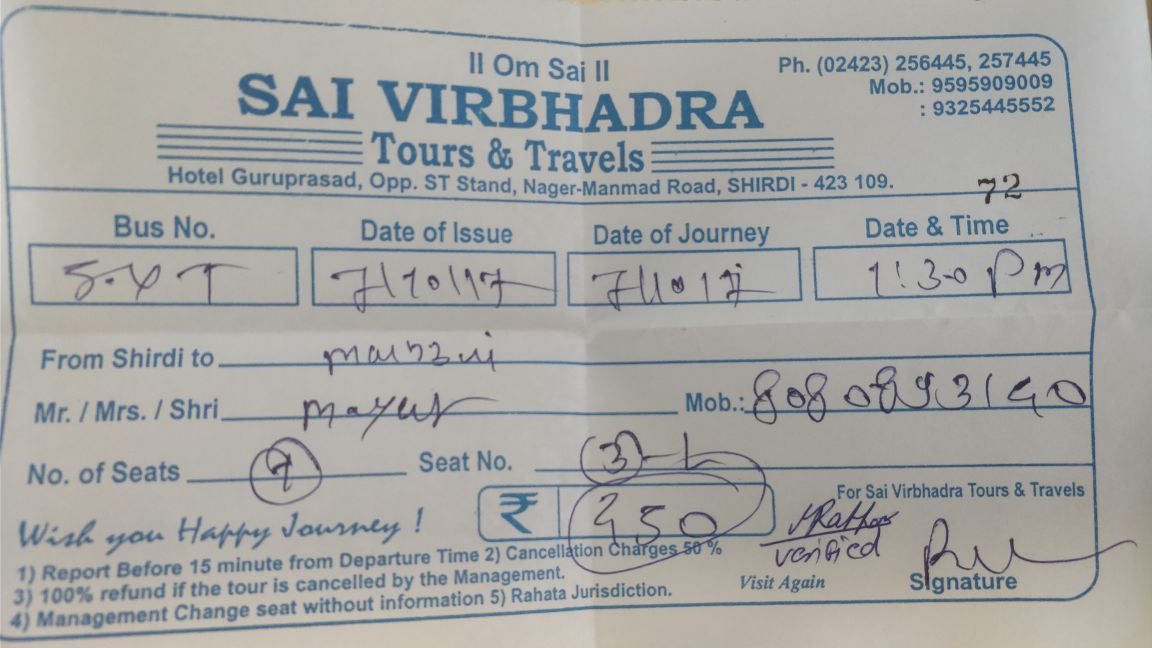 II Om Sai II
Ph. (02423) 256445, 257445
Mob.: 9595909009
: 9325445552
SAI VIRBHADRA
Tours & Travels
Hotel Guruprasad, Opp. ST Stand, Nager-Manmad Road, SHIRDI - 423 109.
72
Bus No. Date of Issue Date of Journey Date & Time
7/10/17 7/10/17 1:30 PM
From Shirdi to
Mr. / Mrs. / Shri Mayur Mob.:
No. of Seats Seat No. 3-L
₹ 450
For Sai Virbhadra Tours & Travels
Wish you Happy Journey !
verified
1) Report Before 15 minute from Departure Time 2) Cancellation Charges 50 %
3) 100% refund if the tour is cancelled by the Management.
4) Management Change seat without information 5) Rahata Jurisdiction.
Visit Again
Signature